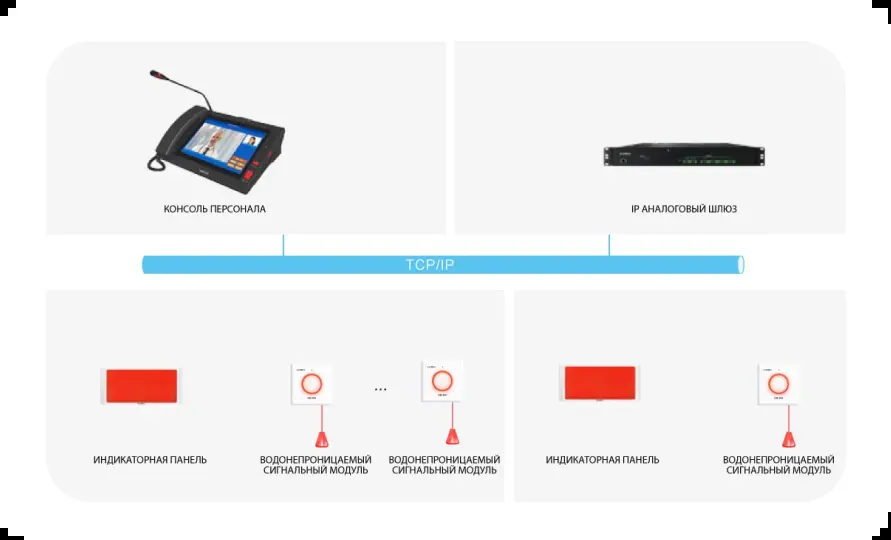 КОНСОЛЬ ПЕРСОНАЛА
IP АНАЛОГОВЫЙ ШЛЮЗ
TCP/IP
ИНДИКАТОРНАЯ ПАНЕЛЬ
ВОДОНЕПРОНИЦАЕМЫЙ
СИГНАЛЬНЫЙ МОДУЛЬ
...
ВОДОНЕПРОНИЦАЕМЫЙ
СИГНАЛЬНЫЙ МОДУЛЬ
ИНДИКАТОРНАЯ ПАНЕЛЬ
ВОДОНЕПРОНИЦАЕМЫЙ
СИГНАЛЬНЫЙ МОДУЛЬ